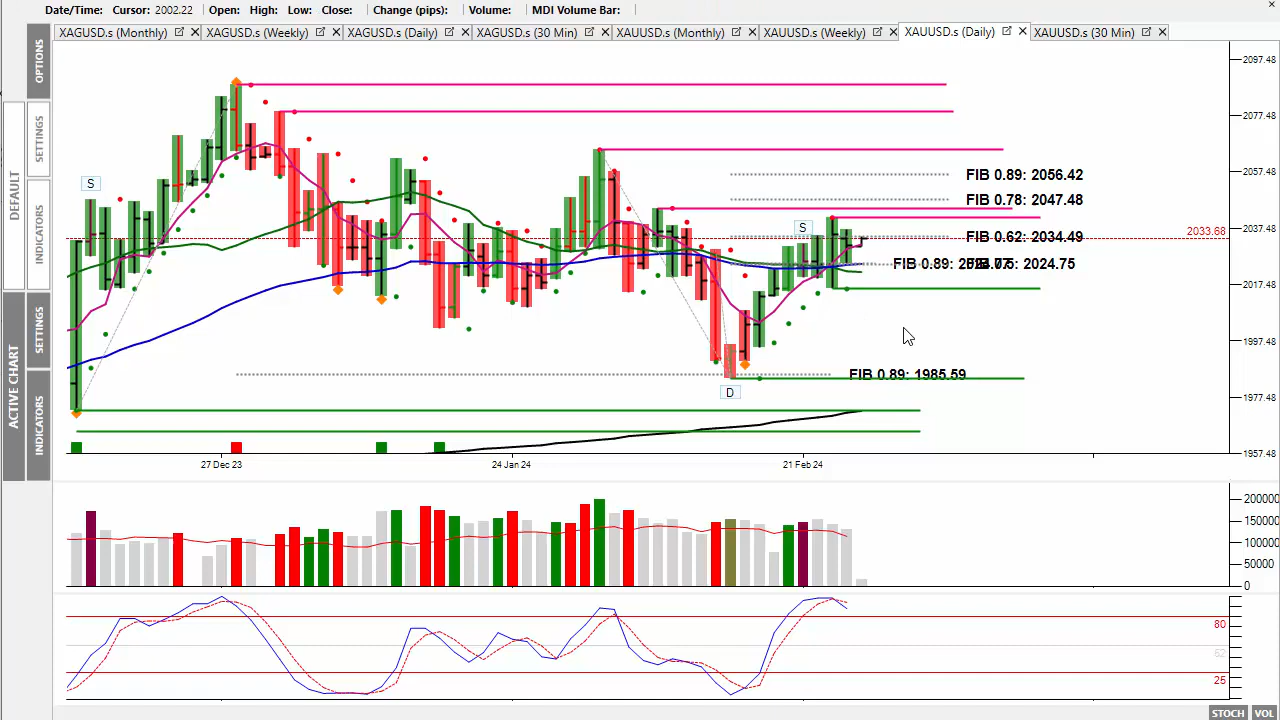 Date/Time: Cursor: 2002.22 Open: High: Low: Close: Change (pips): Volume: MDI Volume Bar:
XAGUSD.s (Monthly) XAGUSD.s (Weekly) XAGUSD.s (Daily) XAGUSD.s (30 Min) XAUUSD.s (Monthly) XAUUSD.s (Weekly) XAUUSD.s (Daily) XAUUSD.s (30 Min)
OPTIONS
SETTINGS
DEFAULT
INDICATORS
SETTINGS
ACTIVE CHART
INDICATORS
2097.48
2077.48
2057.48
2037.48
2033.68
2017.48
1997.48
1977.48
1957.48
S
S
D
FIB 0.89: 2056.42
FIB 0.78: 2047.48
FIB 0.62: 2034.49
FIB 0.89: 2024.75
FIB 0.89: 1985.59
27 Dec 23 24 Jan 24 21 Feb 24
200000
150000
100000
50000
0
80
62
25
STOCH VOL